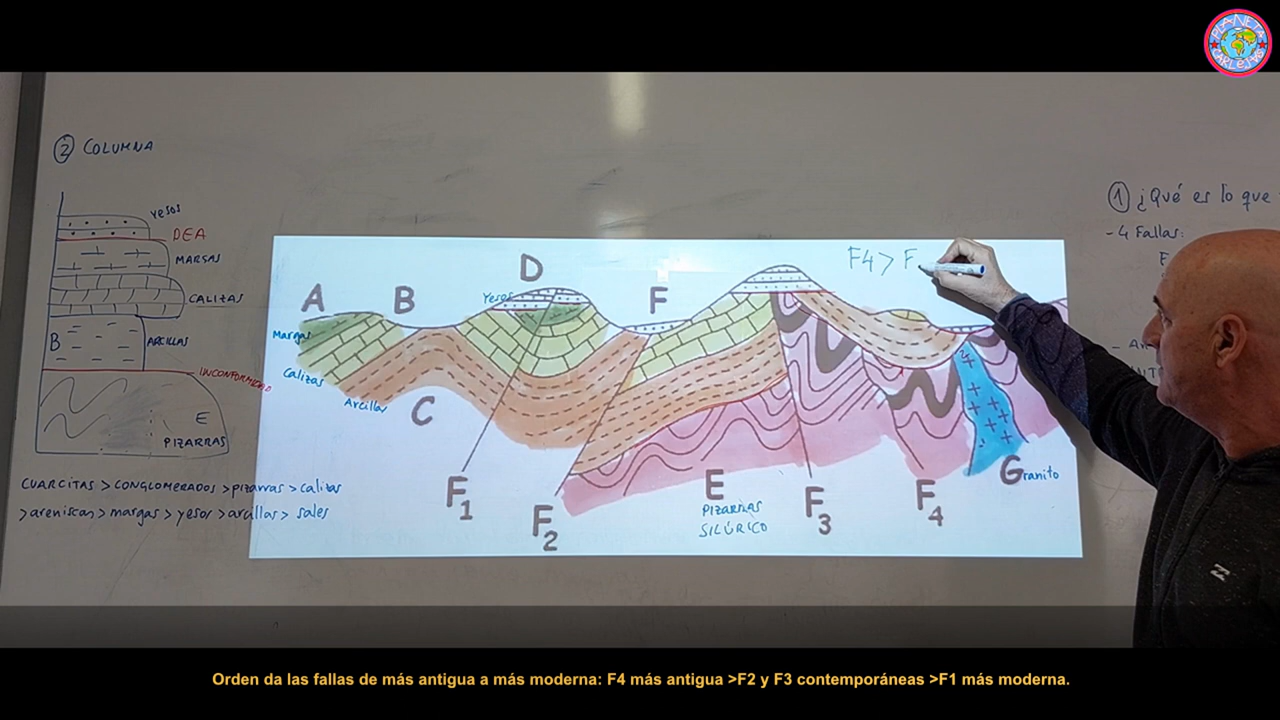 PLANETA
CARLEJAS
② COLUMNA
YESOS
DEA
MARGAS
CALIZAS
B
ARCILLAS
INCONFORMIDAD
E
PIZARRAS
CUARCITAS > CONGLOMERADOS > pizarras > calizas
> areniscas > margas > yesos > arcillas > sales
F4 > F
A
B
D
F
Yesos
Margas
Calizas
Arcillas
C
F1
F2
E
PIZARRAS
SILÚRICO
F3
F4
Granito
① ¿Qué es lo que
- 4 Fallas:
F
Orden da las fallas de más antigua a más moderna: F4 más antigua >F2 y F3 contemporáneas >F1 más moderna.